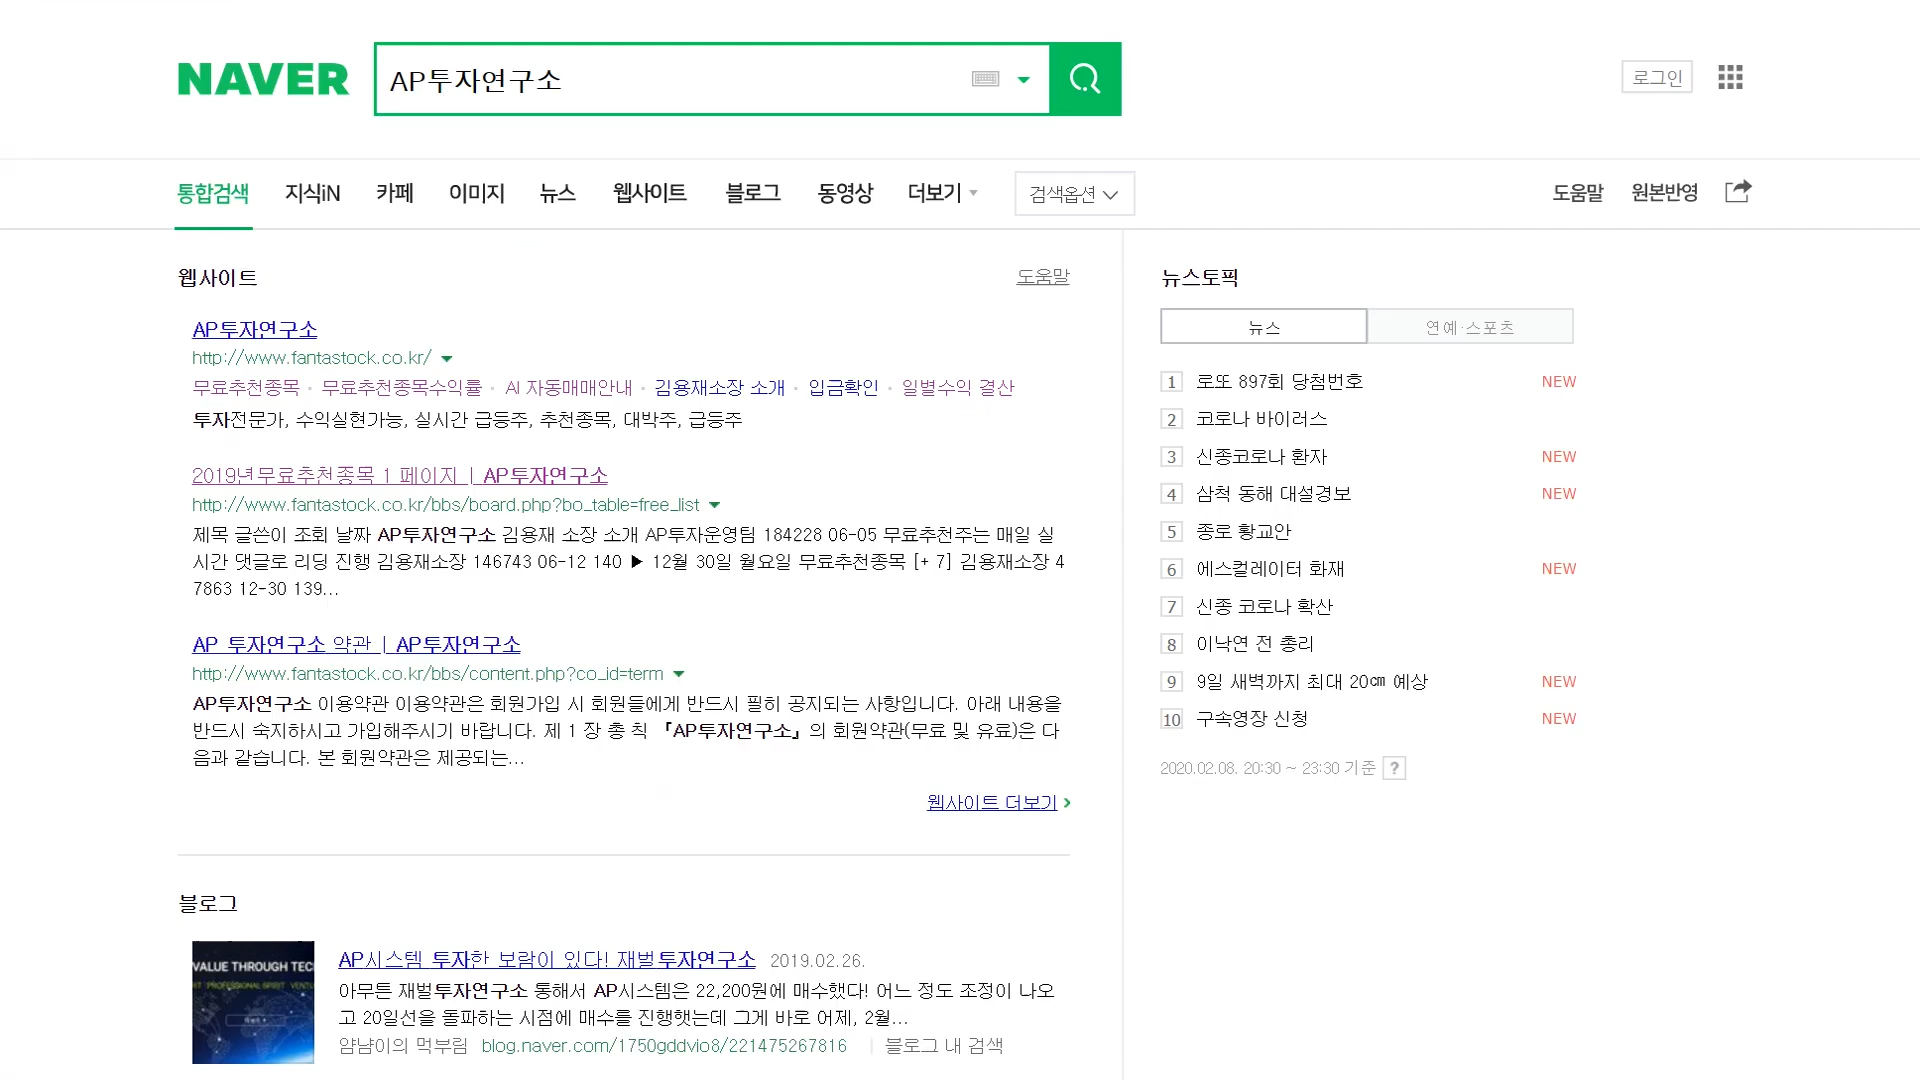 NAVER
AP투자연구소
로그인
통합검색 지식iN 카페 이미지 뉴스 웹사이트 블로그 동영상 더보기 검색옵션 도움말 원본반영
웹사이트 도움말
AP투자연구소
http://www.fantastock.co.kr/
무료추천종목 · 무료추천종목수익률 · AI 자동매매안내 · 김용재소장 소개 · 입금확인 · 일별수익 결산
투자전문가, 수익실현가능, 실시간 급등주, 추천종목, 대박주, 급등주
2019년무료추천종목 1 페이지 | AP투자연구소
http://www.fantastock.co.kr/bbs/board.php?bo_table=free_list
제목 글쓴이 조회 날짜 AP투자연구소 김용재 소장 소개 AP투자운영팀 184228 06-05 무료추천주는 매일 실
시간 댓글로 리딩 진행 김용재소장 146743 06-12 140 ▶ 12월 30일 월요일 무료추천종목 [+ 7] 김용재소장 4
7863 12-30 139...
AP 투자연구소 약관 | AP투자연구소
http://www.fantastock.co.kr/bbs/content.php?co_id=term
AP투자연구소 이용약관 이용약관은 회원가입 시 회원들에게 반드시 필히 공지되는 사항입니다. 아래 내용을
반드시 숙지하시고 가입해주시기 바랍니다. 제 1 장 총 칙 『AP투자연구소』의 회원약관(무료 및 유료)은 다
음과 같습니다. 본 회원약관은 제공되는...
웹사이트 더보기
블로그
VALUE THROUGH TEC
AP시스템 투자한 보람이 있다! 재벌투자연구소 2019.02.26.
아무튼 재벌투자연구소 통해서 AP시스템은 22,200원에 매수했다! 어느 정도 조정이 나오
고 20일선을 돌파하는 시점에 매수를 진행햇는데 그게 바로 어제, 2월...
얌냠이의 먹부림 blog.naver.com/1750gddvio8/221475267816 | 블로그 내 검색
뉴스토픽
뉴스 연예·스포츠
1 로또 897회 당첨번호 NEW
2 코로나 바이러스
3 신종코로나 환자 NEW
4 삼척 동해 대설경보 NEW
5 종로 황교안
6 에스컬레이터 화재 NEW
7 신종 코로나 확산
8 이낙연 전 총리
9 9일 새벽까지 최대 20㎝ 예상 NEW
10 구속영장 신청 NEW
2020.02.08. 20:30 ~ 23:30 기준 ?